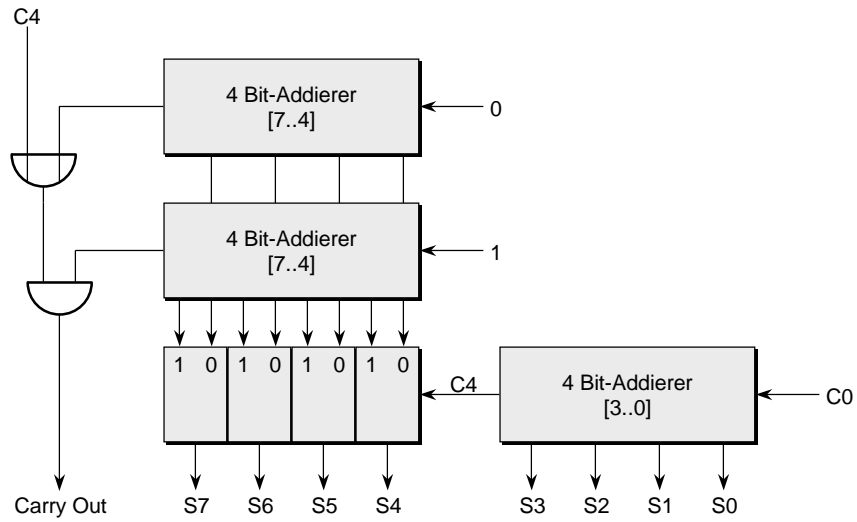 C4
4 Bit-Addierer
[7..4]
0
4 Bit-Addierer
[7..4]
1
1 0 1 0 1 0 1 0
C4
4 Bit-Addierer
[3..0]
C0
Carry Out S7 S6 S5 S4 S3 S2 S1 S0